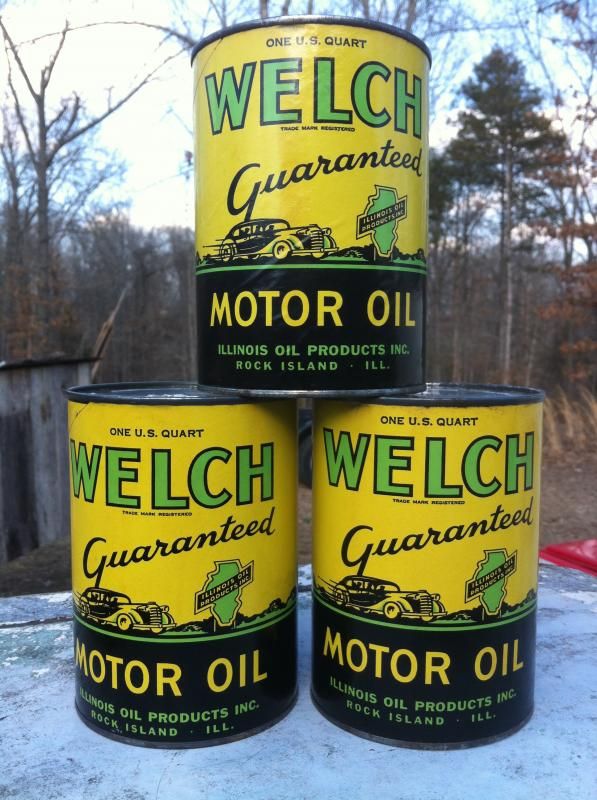 ONE U.S. QUART
WELCH
TRADE MARK REGISTERED
Guaranteed
ILLINOIS OIL
PRODUCTS INC.
MOTOR OIL
ILLINOIS OIL PRODUCTS INC.
ROCK ISLAND · ILL.
ONE U.S. QUART
WELCH
TRADE MARK REGISTERED
Guaranteed
ILLINOIS OIL
PRODUCTS INC.
MOTOR OIL
ILLINOIS OIL PRODUCTS INC.
ROCK ISLAND · ILL.
ONE U.S. QUART
WELCH
TRADE MARK REGISTERED
Guaranteed
ILLINOIS OIL
PRODUCTS INC.
MOTOR OIL
ILLINOIS OIL PRODUCTS INC.
ROCK ISLAND · ILL.